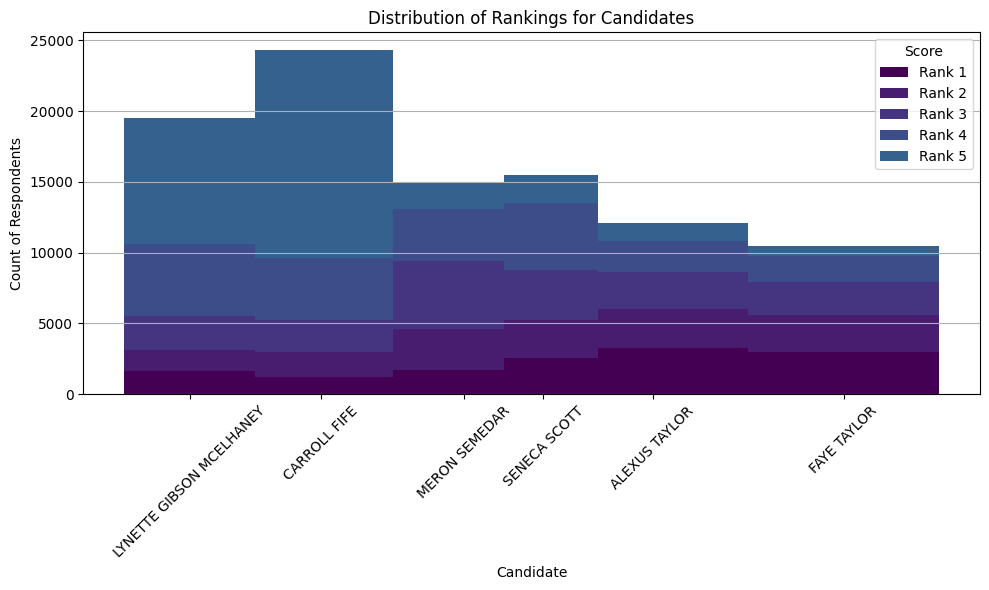 Distribution of Rankings for Candidates
Score
Rank 1
Rank 2
Rank 3
Rank 4
Rank 5
Count of Respondents
25000
20000
15000
10000
5000
0
LYNETTE GIBSON MCELHANEY
CARROLL FIFE
MERON SEMEDAR
SENECA SCOTT
ALEXUS TAYLOR
FAYE TAYLOR
Candidate